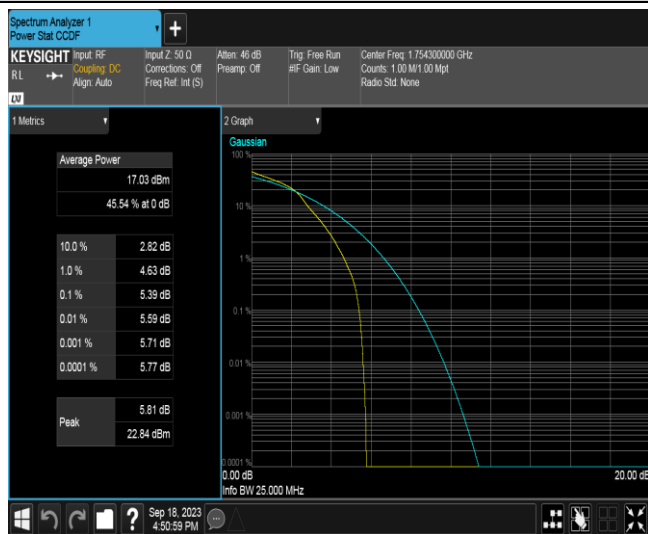 Spectrum Analyzer 1
Power Stat CCDF
+
KEYSIGHT
RL
LXI
Input: RF
Coupling: DC
Align: Auto
Input Z: 50 Ω
Corrections: Off
Freq Ref: Int (S)
Atten: 46 dB
Preamp: Off
Trig: Free Run
#IF Gain: Low
Center Freq: 1.754300000 GHz
Counts: 1.00 M/1.00 Mpt
Radio Std: None
1 Metrics
Average Power
17.03 dBm
45.54 % at 0 dB
10.0 % 2.82 dB
1.0 % 4.63 dB
0.1 % 5.39 dB
0.01 % 5.59 dB
0.001 % 5.71 dB
0.0001 % 5.77 dB
Peak
5.81 dB
22.84 dBm
2 Graph
Gaussian
100 %
10 %
1 %
0.1 %
0.01 %
0.001 %
0.0001 %
0.00 dB 20.00 dB
Info BW 25.000 MHz
?
Sep 18, 2023
4:50:59 PM